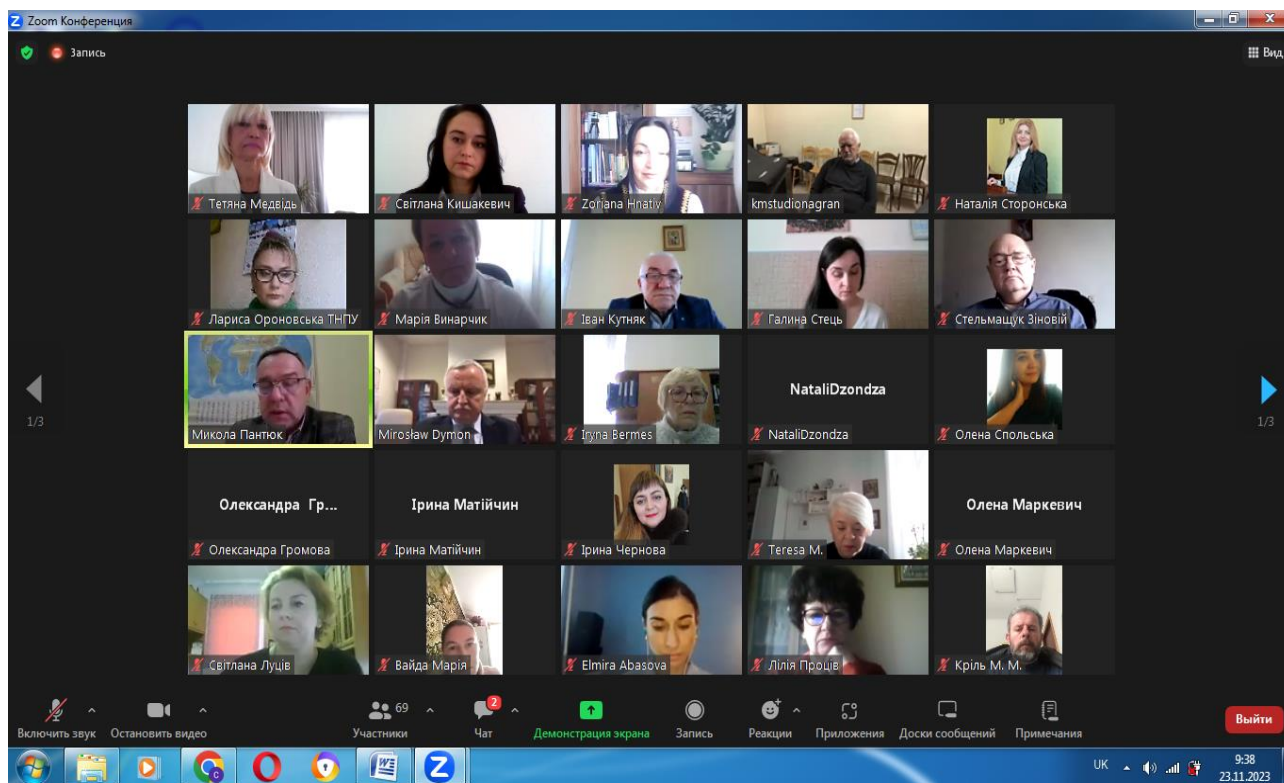 Zoom Конференция
Запись
Вид
Тетяна Медвідь
Світлана Кишакевич
Zoriana Hnativ
kmstudionagran
Наталія Сторонська
Лариса Ороновська ТНПУ
Марія Винарчик
Іван Кутняк
Галина Стець
Стельмащук Зіновій
1/3
Микола Пантюк
Mirosław Dymon
Iryna Bermes
NataliDzondza
NataliDzondza
Олена Спольська
1/3
Олександра Гр...
Олександра Громова
Ірина Матійчин
Ірина Матійчин
Ірина Чернова
Teresa M.
Олена Маркевич
Олена Маркевич
Світлана Луців
Вайда Марія
Elmira Abasova
Лілія Проців
Кріль М. М.
Включить звук
Остановить видео
69
Участники
2
Чат
Демонстрация экрана
Запись
Реакции
Приложения
Доски сообщений
Примечания
Выйти
UK
9:38
23.11.2023